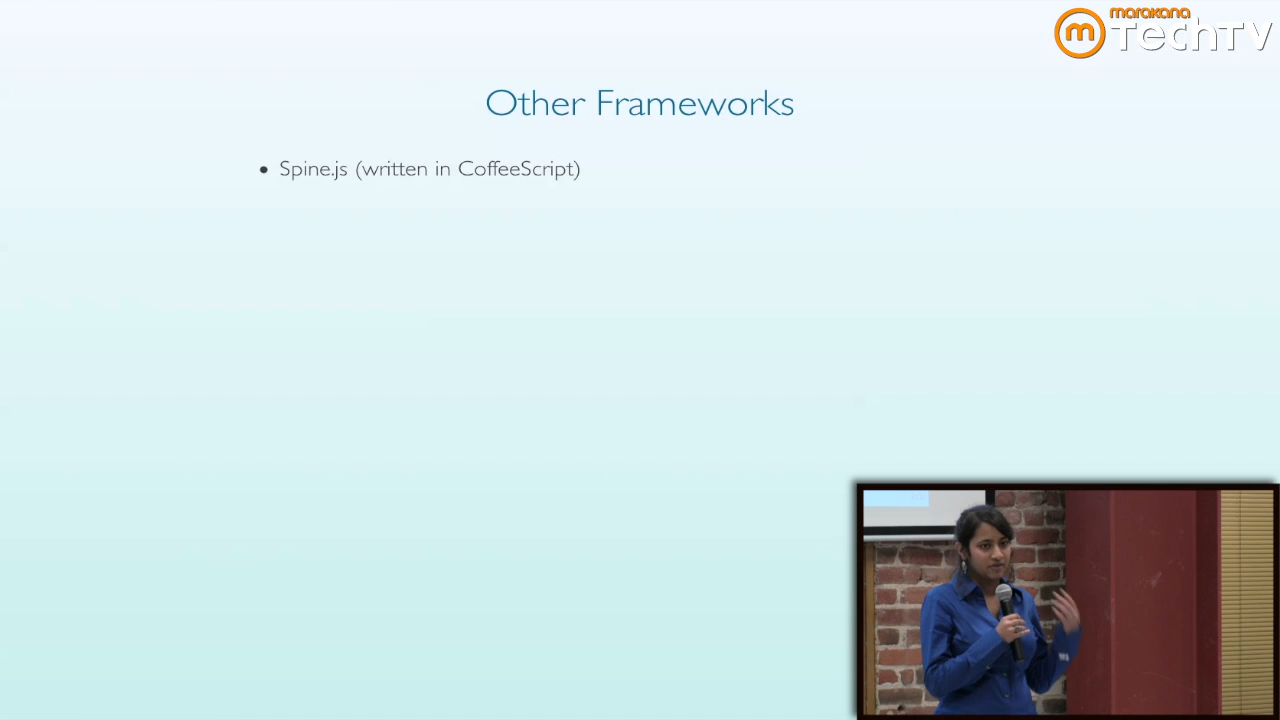 marakana
m TechTV
Other Frameworks
• Spine.js (written in CoffeeScript)